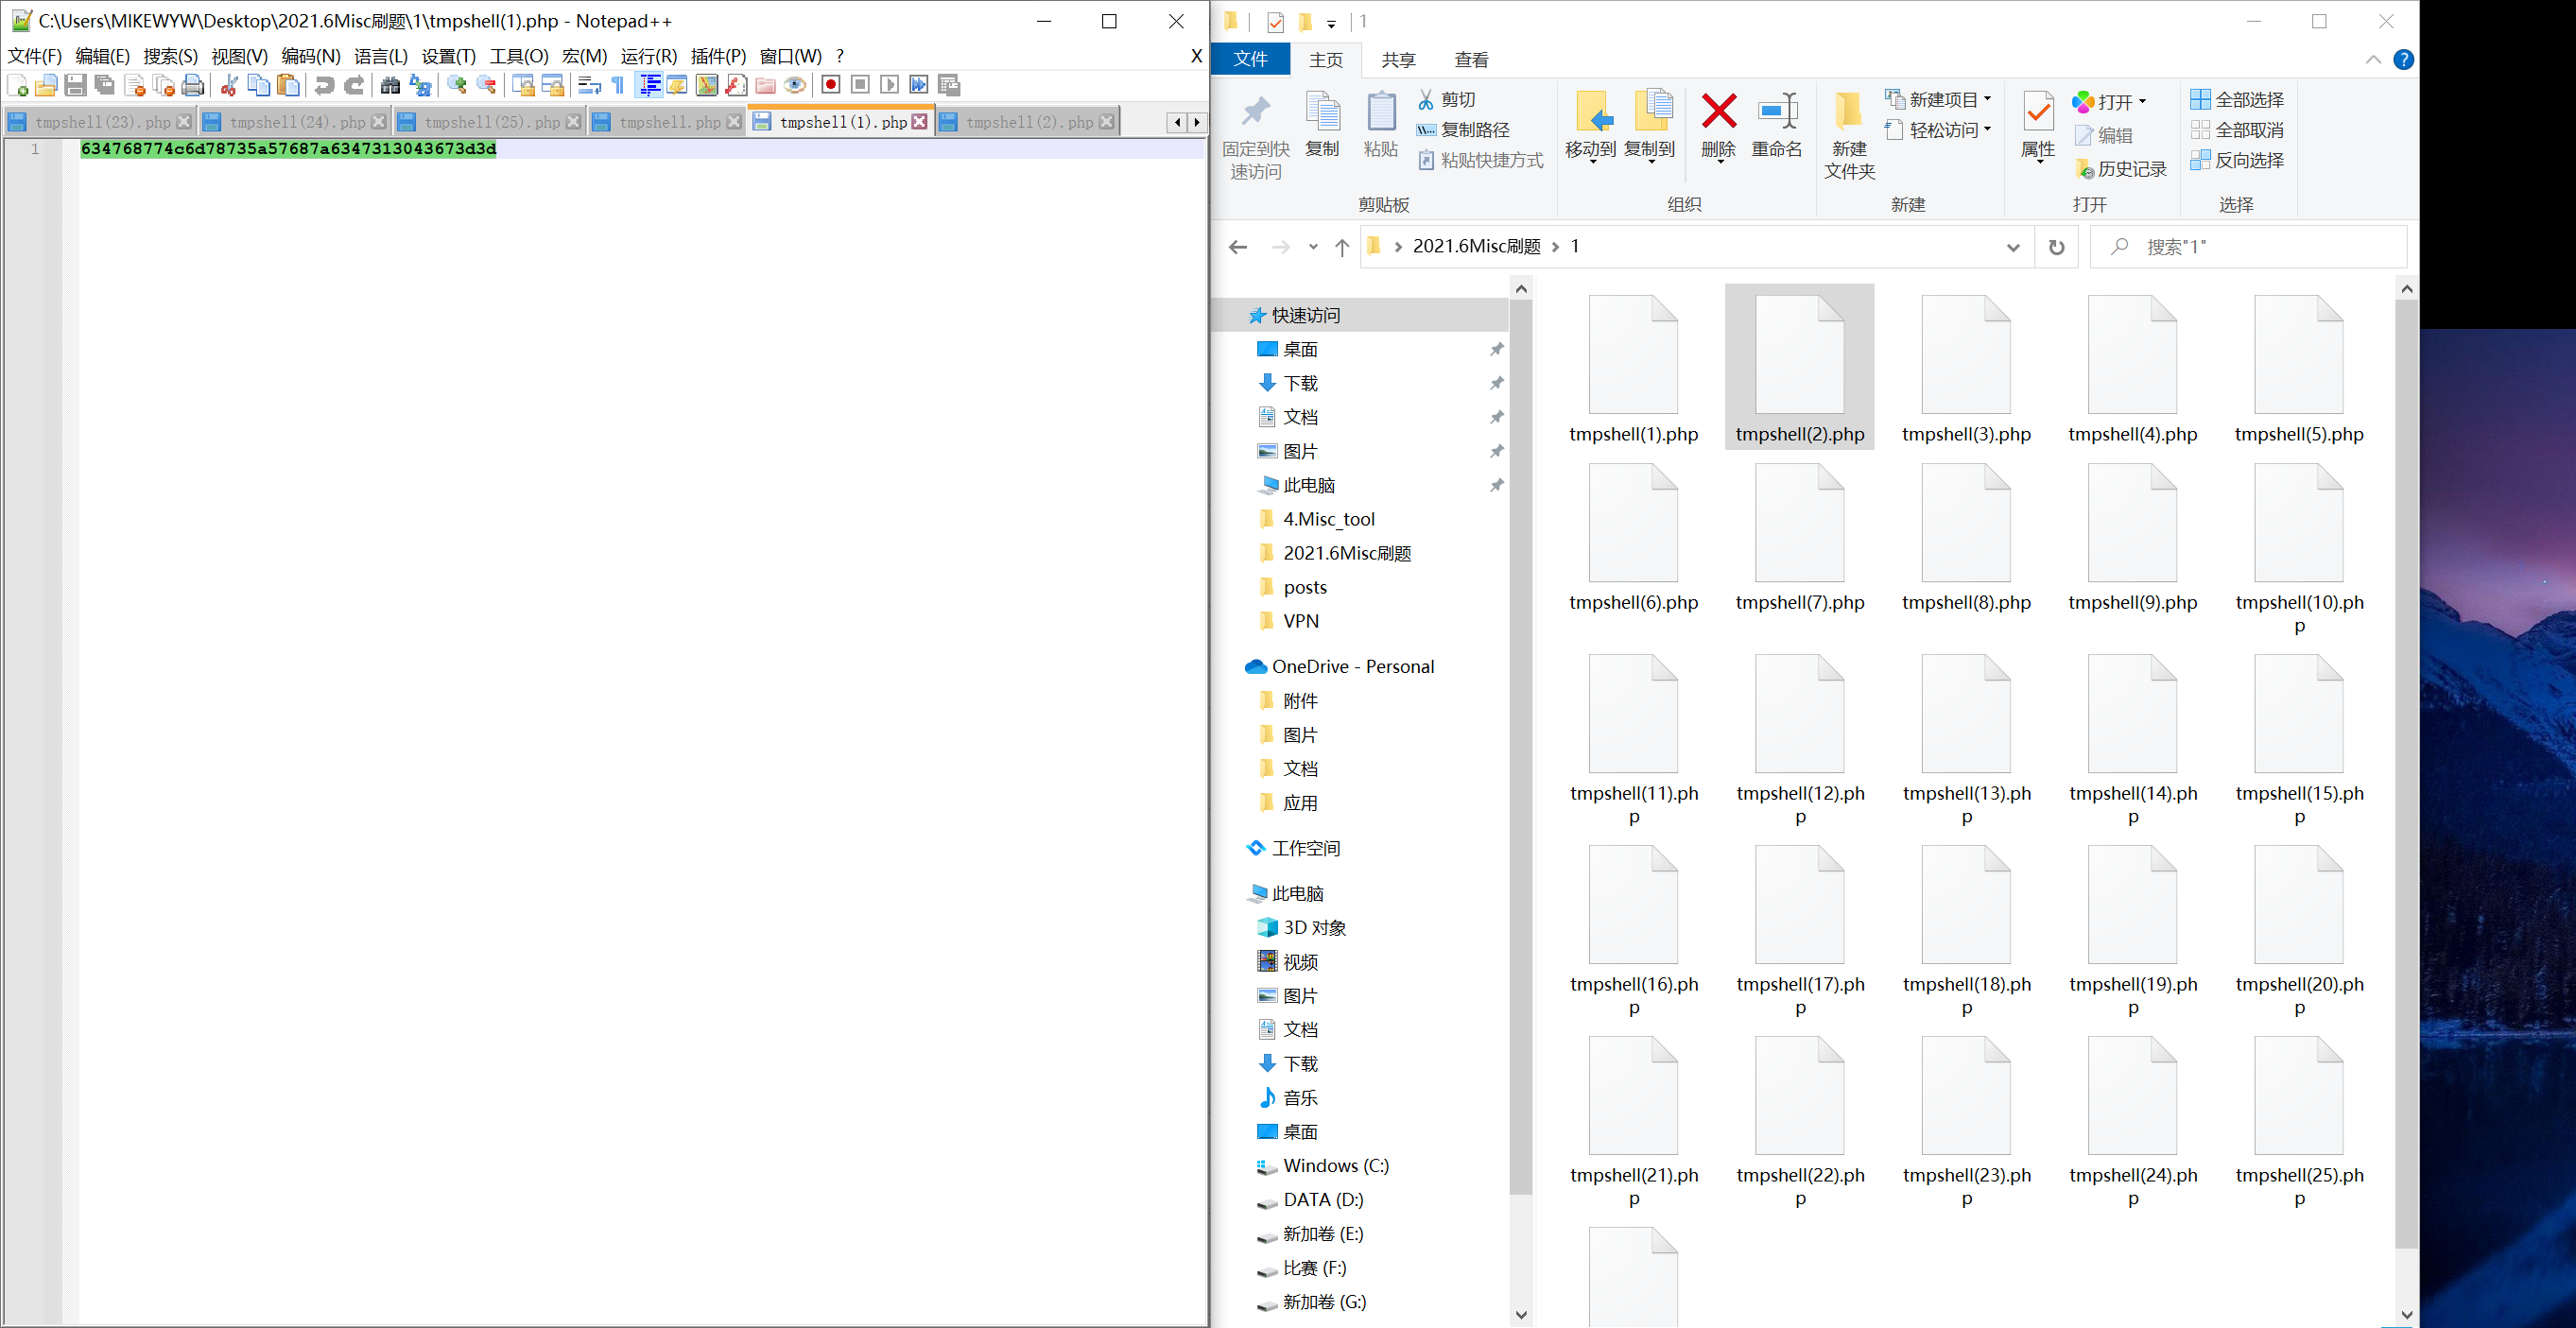 C:\Users\MIKEWYW\Desktop\2021.6Misc刷题\1\tmpshell(1).php - Notepad++
文件(F) 编辑(E) 搜索(S) 视图(V) 编码(N) 语言(L) 设置(T) 工具(O) 宏(M) 运行(R) 插件(P) 窗口(W) ? X
tmpshell(23).php tmpshell(24).php tmpshell(25).php tmpshell.php tmpshell(1).php tmpshell(2).php
1 634768774c6d78735a57687a6347313043673d3d
1
文件 主页 共享 查看
固定到快速访问
复制
粘贴
剪切
复制路径
粘贴快捷方式
剪贴板
移动到 复制到 删除 重命名
组织
新建文件夹
新建项目
轻松访问
新建
属性
打开
编辑
历史记录
打开
全部选择
全部取消
反向选择
选择
2021.6Misc刷题 1
搜索"1"
快速访问
桌面
下载
文档
图片
此电脑
4.Misc_tool
2021.6Misc刷题
posts
VPN
OneDrive - Personal
附件
图片
文档
应用
工作空间
此电脑
3D 对象
视频
图片
文档
下载
音乐
桌面
Windows (C:)
DATA (D:)
新加卷 (E:)
比赛 (F:)
新加卷 (G:)
tmpshell(1).php tmpshell(2).php tmpshell(3).php tmpshell(4).php tmpshell(5).php
tmpshell(6).php tmpshell(7).php tmpshell(8).php tmpshell(9).php tmpshell(10).php
tmpshell(11).php tmpshell(12).php tmpshell(13).php tmpshell(14).php tmpshell(15).php
tmpshell(16).php tmpshell(17).php tmpshell(18).php tmpshell(19).php tmpshell(20).php
tmpshell(21).php tmpshell(22).php tmpshell(23).php tmpshell(24).php tmpshell(25).php